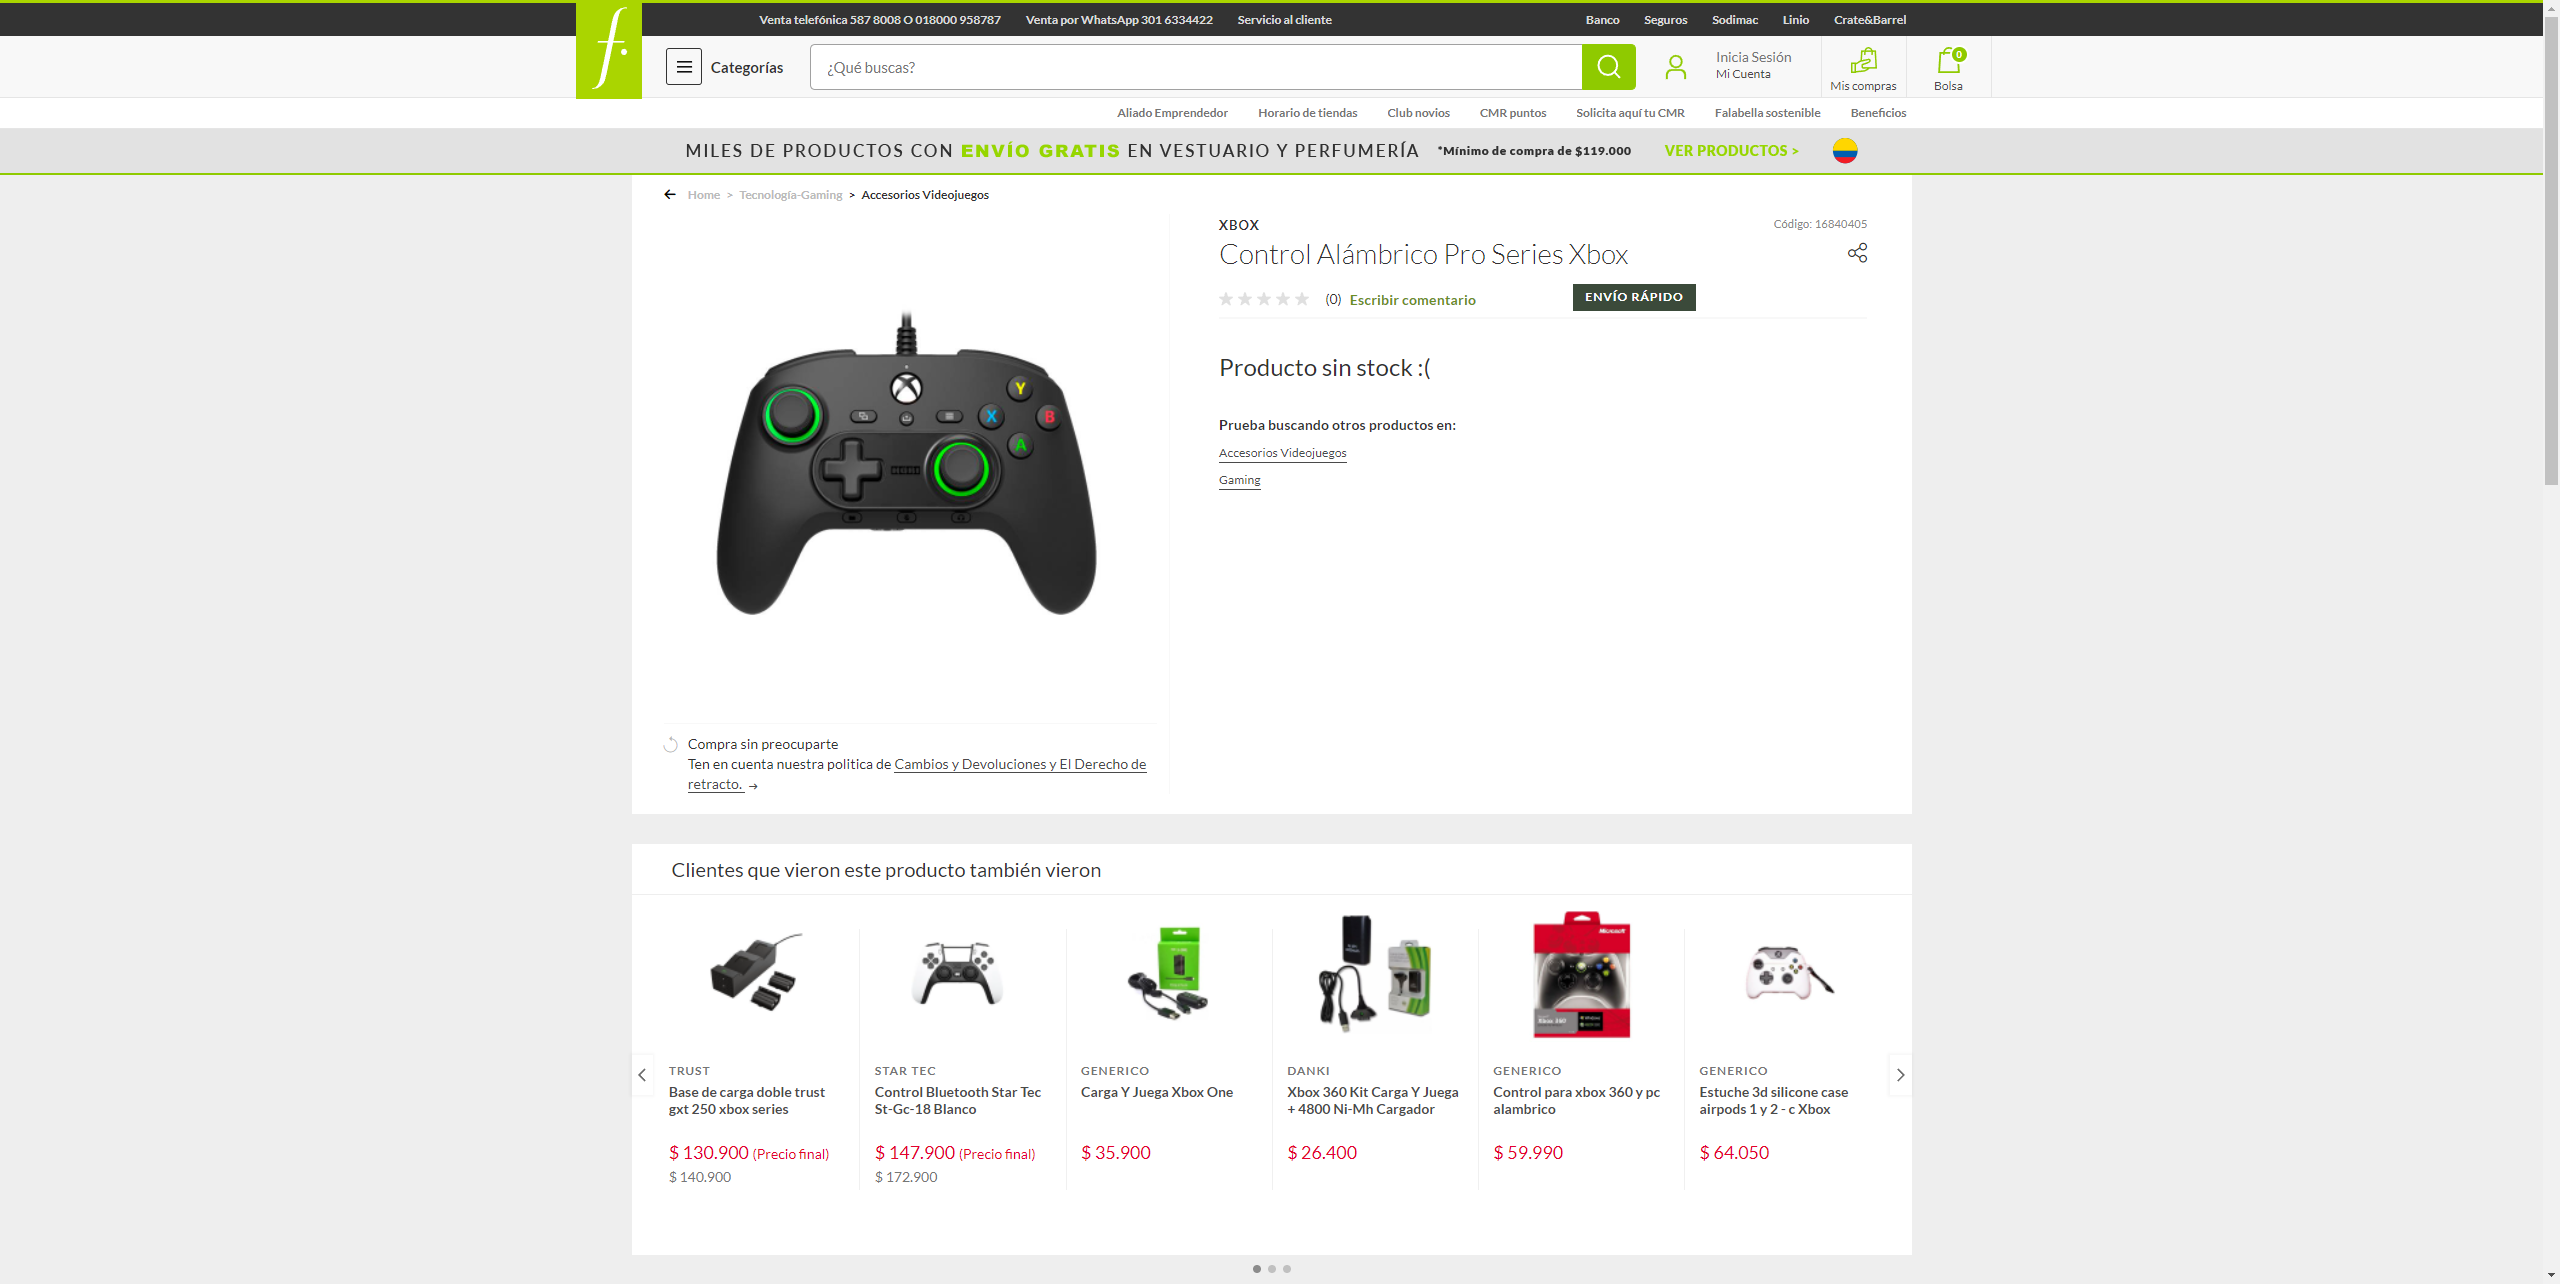 Venta telefónica 587 8008 O 018000 958787
Venta por WhatsApp 301 6334422
Servicio al cliente
Banco
Seguros
Sodimac
Linio
Crate&Barrel
f.
Categorías
¿Qué buscas?
Inicia Sesión
Mi Cuenta
Mis compras
0
Bolsa
Aliado Emprendedor
Horario de tiendas
Club novios
CMR puntos
Solicita aquí tu CMR
Falabella sostenible
Beneficios
MILES DE PRODUCTOS CON ENVÍO GRATIS EN VESTUARIO Y PERFUMERÍA *Mínimo de compra de $119.000 VER PRODUCTOS >
Home > Tecnología-Gaming > Accesorios Videojuegos
XBOX
Código: 16840405
Control Alámbrico Pro Series Xbox
(0) Escribir comentario
ENVÍO RÁPIDO
Producto sin stock :(
Prueba buscando otros productos en:
Accesorios Videojuegos
Gaming
Y
X
B
A
HORI
Compra sin preocuparte
Ten en cuenta nuestra politica de Cambios y Devoluciones y El Derecho de
retracto. →
Clientes que vieron este producto también vieron
Microsoft
Xbox 360
TRUST
Base de carga doble trust
gxt 250 xbox series
$ 130.900 (Precio final)
$ 140.900
STAR TEC
Control Bluetooth Star Tec
St-Gc-18 Blanco
$ 147.900 (Precio final)
$ 172.900
GENERICO
Carga Y Juega Xbox One
$ 35.900
DANKI
Xbox 360 Kit Carga Y Juega
+ 4800 Ni-Mh Cargador
$ 26.400
GENERICO
Control para xbox 360 y pc
alambrico
$ 59.990
GENERICO
Estuche 3d silicone case
airpods 1 y 2 - c Xbox
$ 64.050